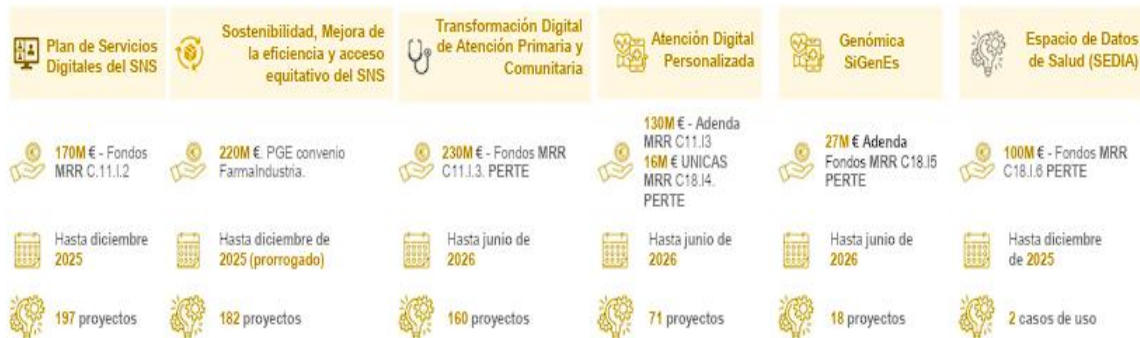 Plan de Servicios
Digitales del SNS
Sostenibilidad, Mejora de
la eficiencia y acceso
equitativo del SNS
Transformación Digital
de Atención Primaria y
Comunitaria
Atención Digital
Personalizada
Genómica
SiGenEs
Espacio de Datos
de Salud (SEDIA)
170M € - Fondos
MRR C.11.I.2
220M €. PGE convenio
FarmaIndustria.
230M € - Fondos MRR
C11.I.3. PERTE
130M € - Adenda
MRR C11.I3
16M € UNICAS
MRR C18.I4.
PERTE
27M € Adenda
Fondos MRR C18.I5
PERTE
100M € - Fondos MRR
C18.I.6 PERTE
Hasta diciembre
2025
Hasta diciembre de
2025 (prorrogado)
Hasta junio de
2026
Hasta junio de
2026
Hasta junio de
2026
Hasta diciembre
de 2025
197 proyectos
182 proyectos
160 proyectos
71 proyectos
18 proyectos
2 casos de uso